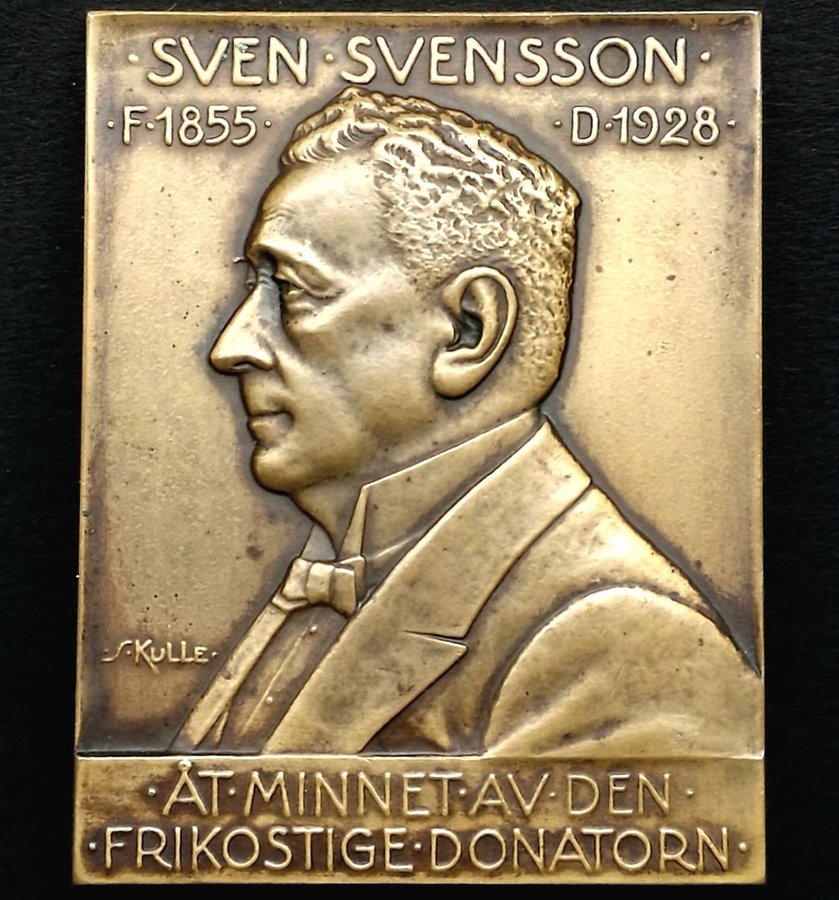 ·SVEN·SVENSSON·
·F·1855·
·D·1928·
S·KULLE·
·ÅT·MINNET·AV·DEN·
·FRIKOSTIGE·DONATORN·